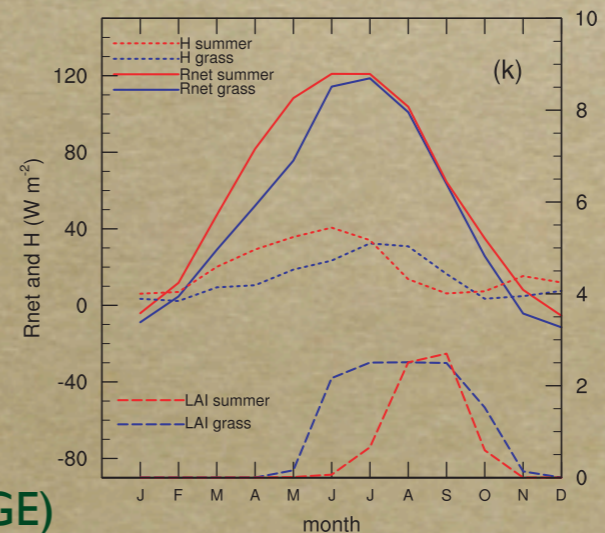 10
H summer
H grass
Rnet summer
Rnet grass
(k)
120
8
80
6
40
4
0
-40
2
LAI summer
LAI grass
-80
0
Rnet and H (W m-2)
J F M A M J J A S O N D
month
GE)